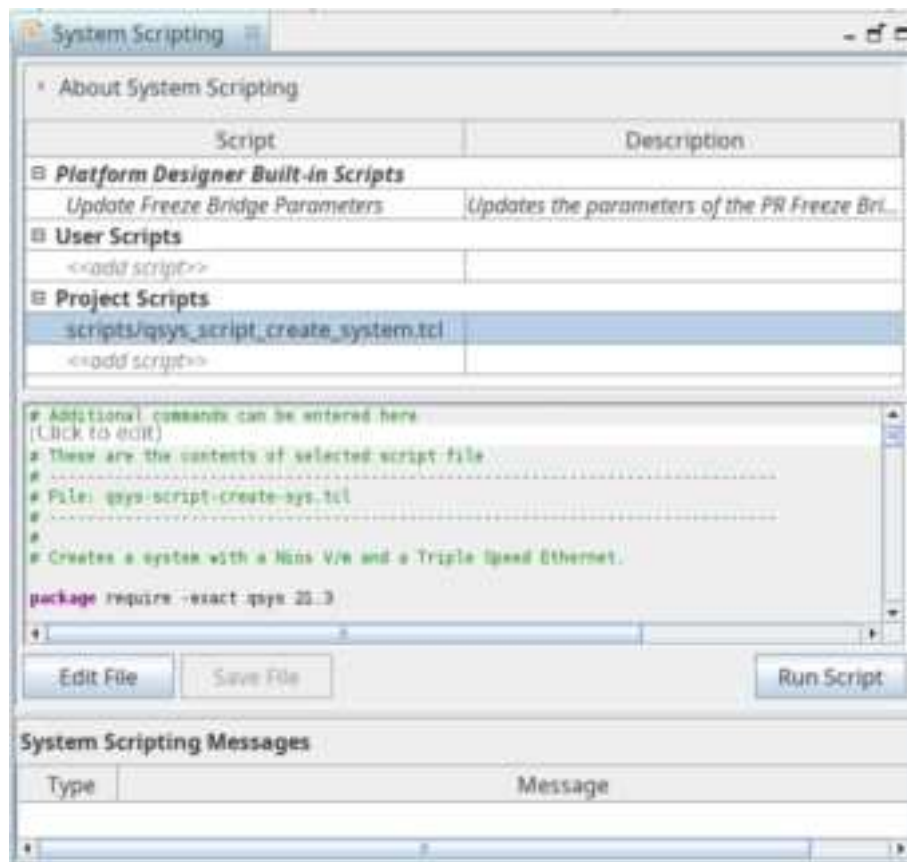 System Scripting
About System Scripting
Script Description
Platform Designer Built-in Scripts
Update Freeze Bridge Parameters Updates the parameters of the PR Freeze Bri...
User Scripts
<<add script>>
Project Scripts
scripts/qsys_script_create_system.tcl
<<add script>>
# Additional commands can be entered here
(Click to edit)
# These are the contents of selected script file
# --------------------------------------------------------------------------------
# File: qsys-script-create-sys.tcl
# --------------------------------------------------------------------------------
#
# Creates a system with a Nios V/m and a Triple Speed Ethernet.
package require -exact qsys 21.3
Edit File Save File Run Script
System Scripting Messages
Type Message